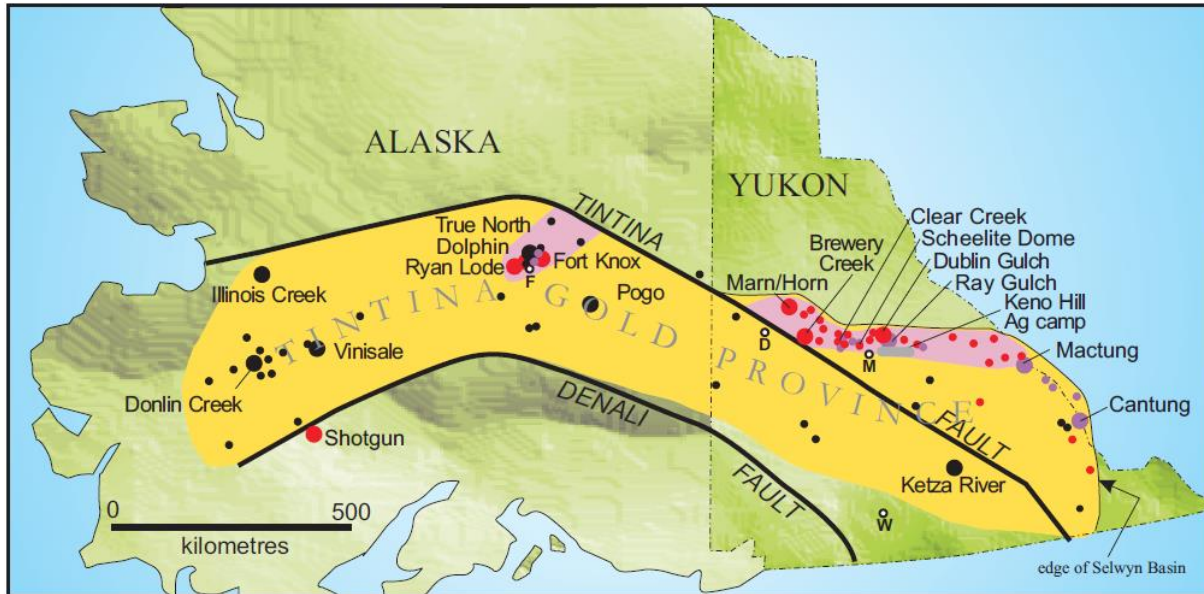 ALASKA
YUKON
TINTINA
FAULT
TINTINA GOLD PROVINCE
DENALI
FAULT
True North
Dolphin
Ryan Lode
Fort Knox
F
Illinois Creek
Pogo
Vinisale
Donlin Creek
Shotgun
Clear Creek
Scheelite Dome
Brewery
Creek
Dublin Gulch
Ray Gulch
Marn/Horn
Keno Hill
Ag camp
Mactung
D
M
Cantung
Ketza River
W
0
500
kilometres
edge of Selwyn Basin